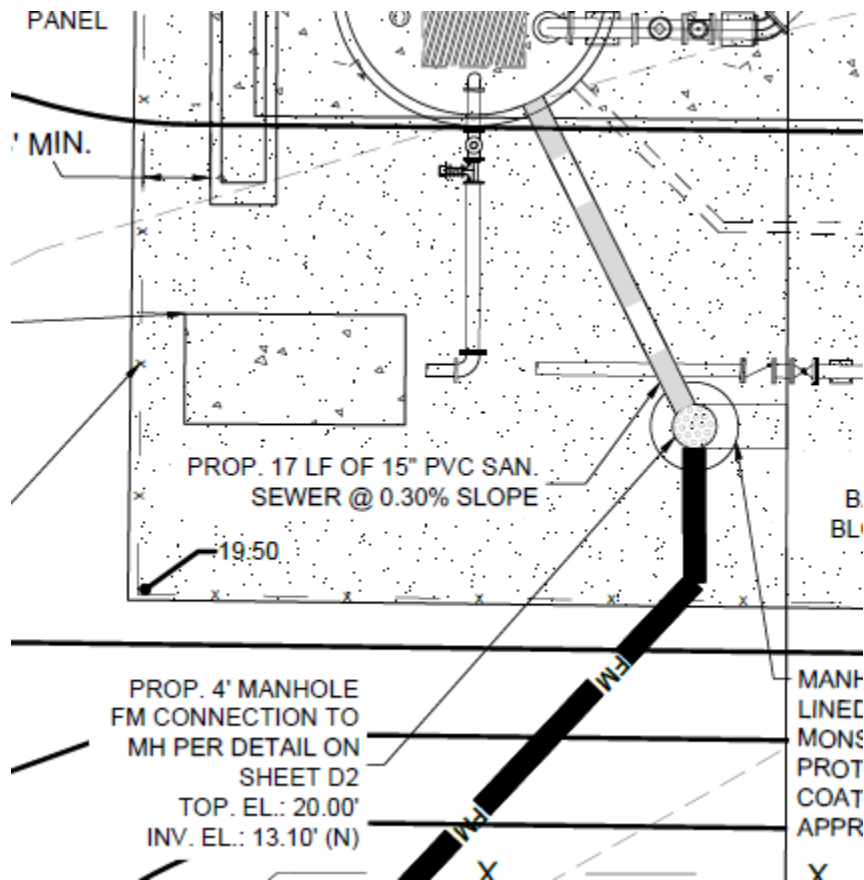 PANEL
' MIN.
PROP. 17 LF OF 15" PVC SAN.
SEWER @ 0.30% SLOPE
19.50
PROP. 4' MANHOLE
FM CONNECTION TO
MH PER DETAIL ON
SHEET D2
TOP. EL.: 20.00'
INV. EL.: 13.10' (N)
FM
FM
B
BL
MANH
LINED
MONS
PROT
COAT
APPR
X
X